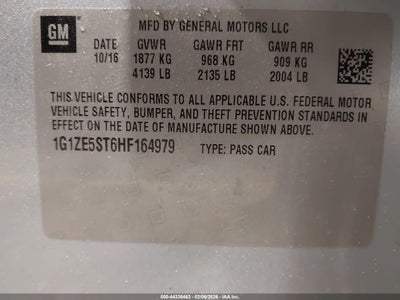 GM
MFD BY GENERAL MOTORS LLC
DATE GVWR GAWR FRT GAWR RR
10/16 1877 KG 968 KG 909 KG
4139 LB 2135 LB 2004 LB
THIS VEHICLE CONFORMS TO ALL APPLICABLE U.S. FEDERAL MOTOR
VEHICLE SAFETY, BUMPER, AND THEFT PREVENTION STANDARDS
IN EFFECT ON THE DATE OF MANUFACTURE SHOWN ABOVE.
1G1ZE5ST6HF164979 TYPE: PASS CAR